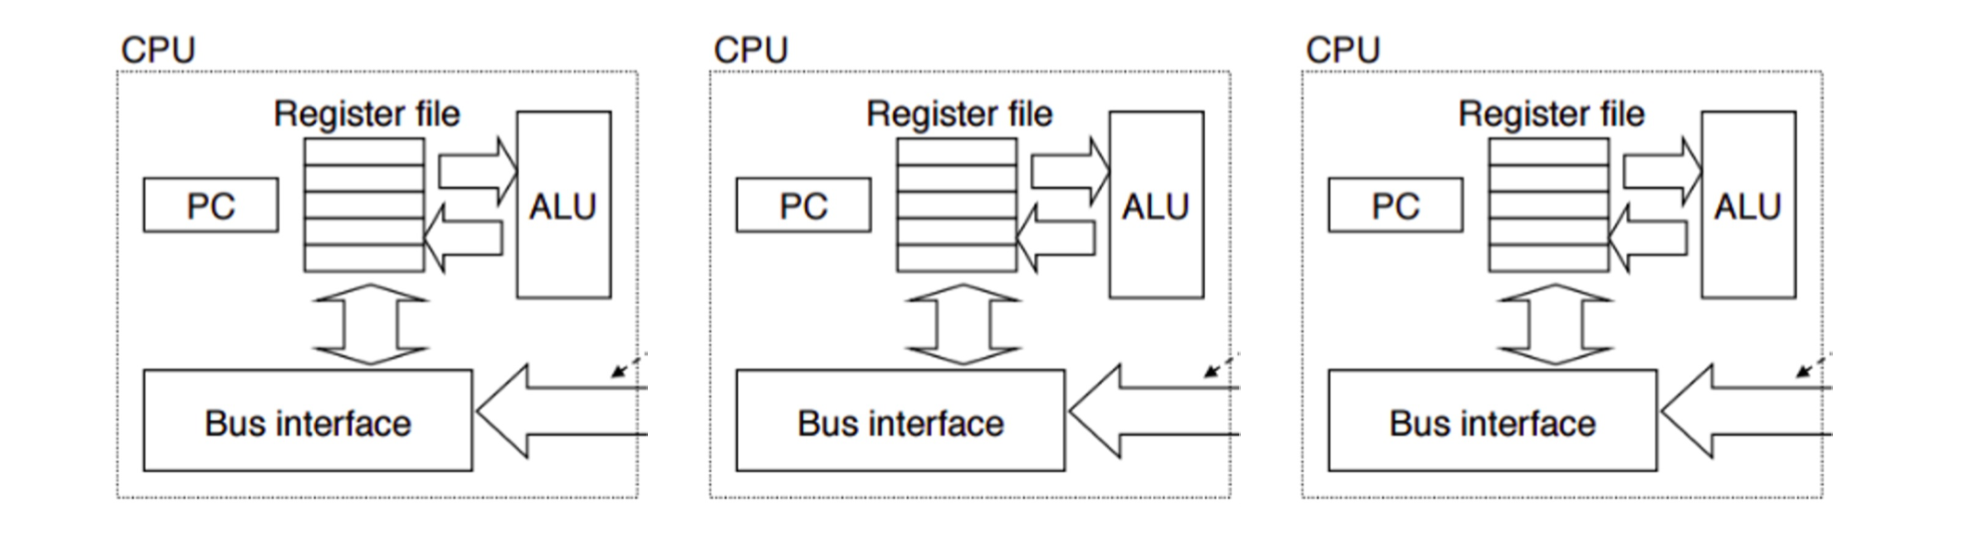 CPU
Register file
PC
ALU
Bus interface
CPU
Register file
PC
ALU
Bus interface
CPU
Register file
PC
ALU
Bus interface